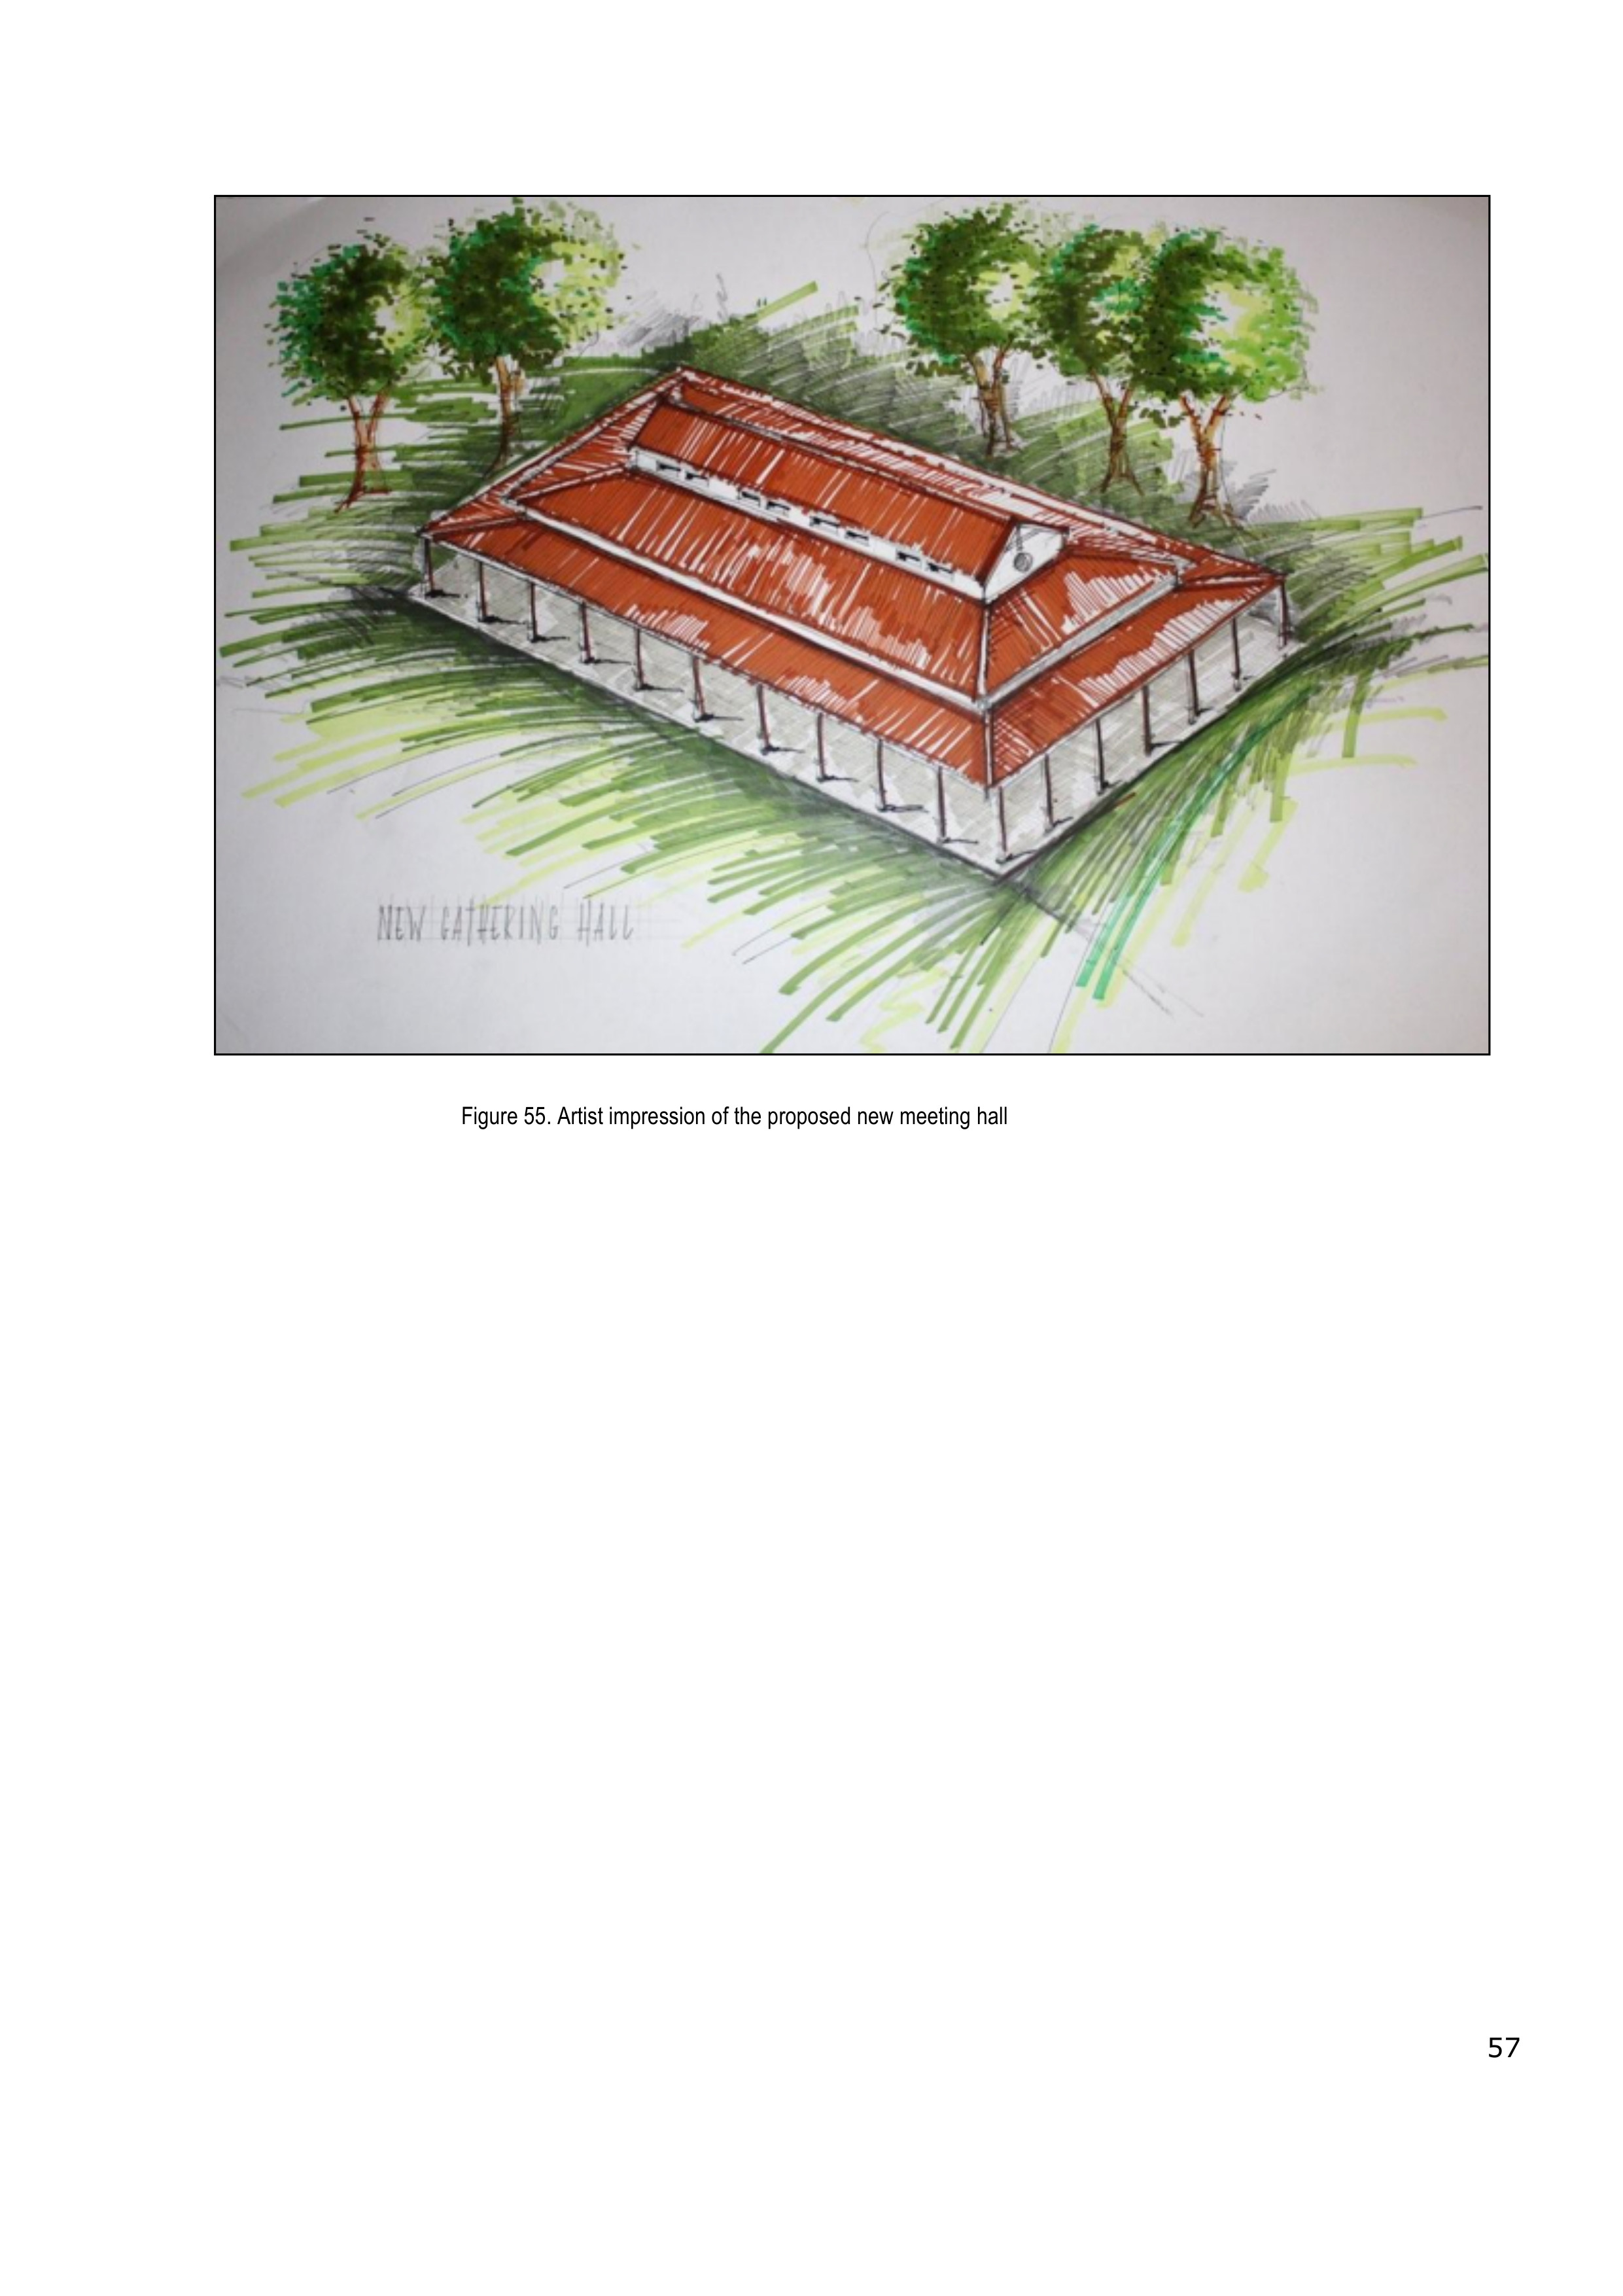 NEW GATHERING HALL
Figure 55. Artist impression of the proposed new meeting hall
57